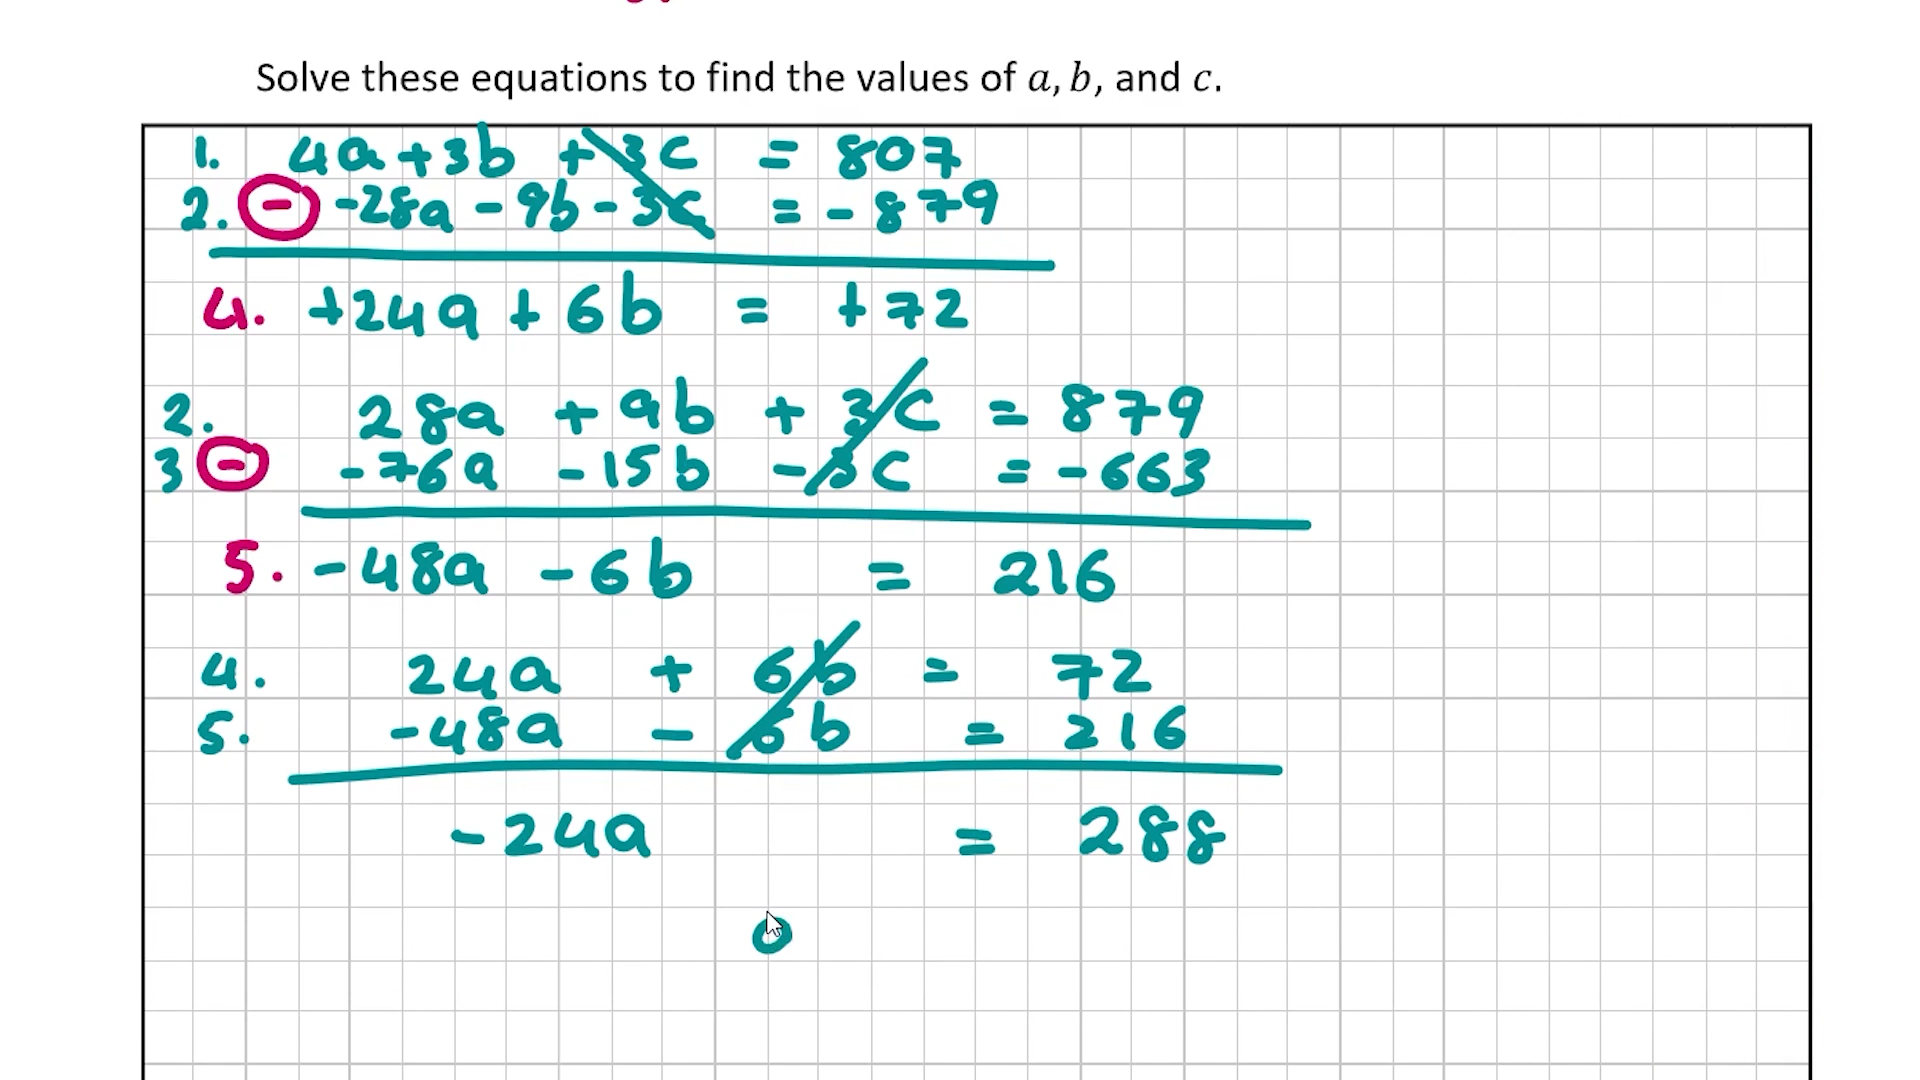 Solve these equations to find the values of a, b, and c.
1. 4a + 3b + 3c = 807
2. - -28a - 9b - 3c = -879
4. +24a + 6b = +72
2. 28a + 9b + 3c = 879
3 - -76a - 15b - 3c = -663
5. -48a - 6b = 216
4. 24a + 6b = 72
5. -48a - 6b = 216
-24a = 288